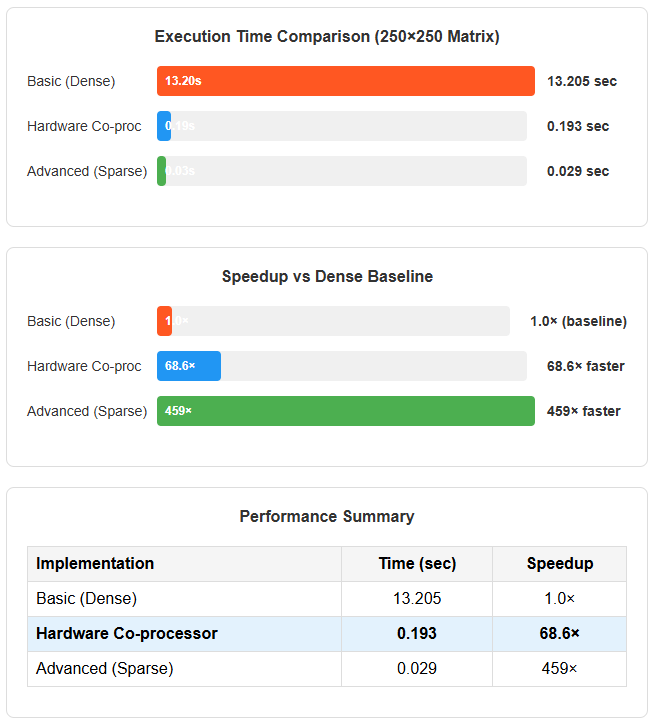 Execution Time Comparison (250×250 Matrix)
Basic (Dense) 13.20s 13.205 sec
Hardware Co-proc 0.19s 0.193 sec
Advanced (Sparse) 0.03s 0.029 sec
Speedup vs Dense Baseline
Basic (Dense) 1.0× 1.0× (baseline)
Hardware Co-proc 68.6× 68.6× faster
Advanced (Sparse) 459× 459× faster
Performance Summary
Implementation Time (sec) Speedup
Basic (Dense) 13.205 1.0×
Hardware Co-processor 0.193 68.6×
Advanced (Sparse) 0.029 459×